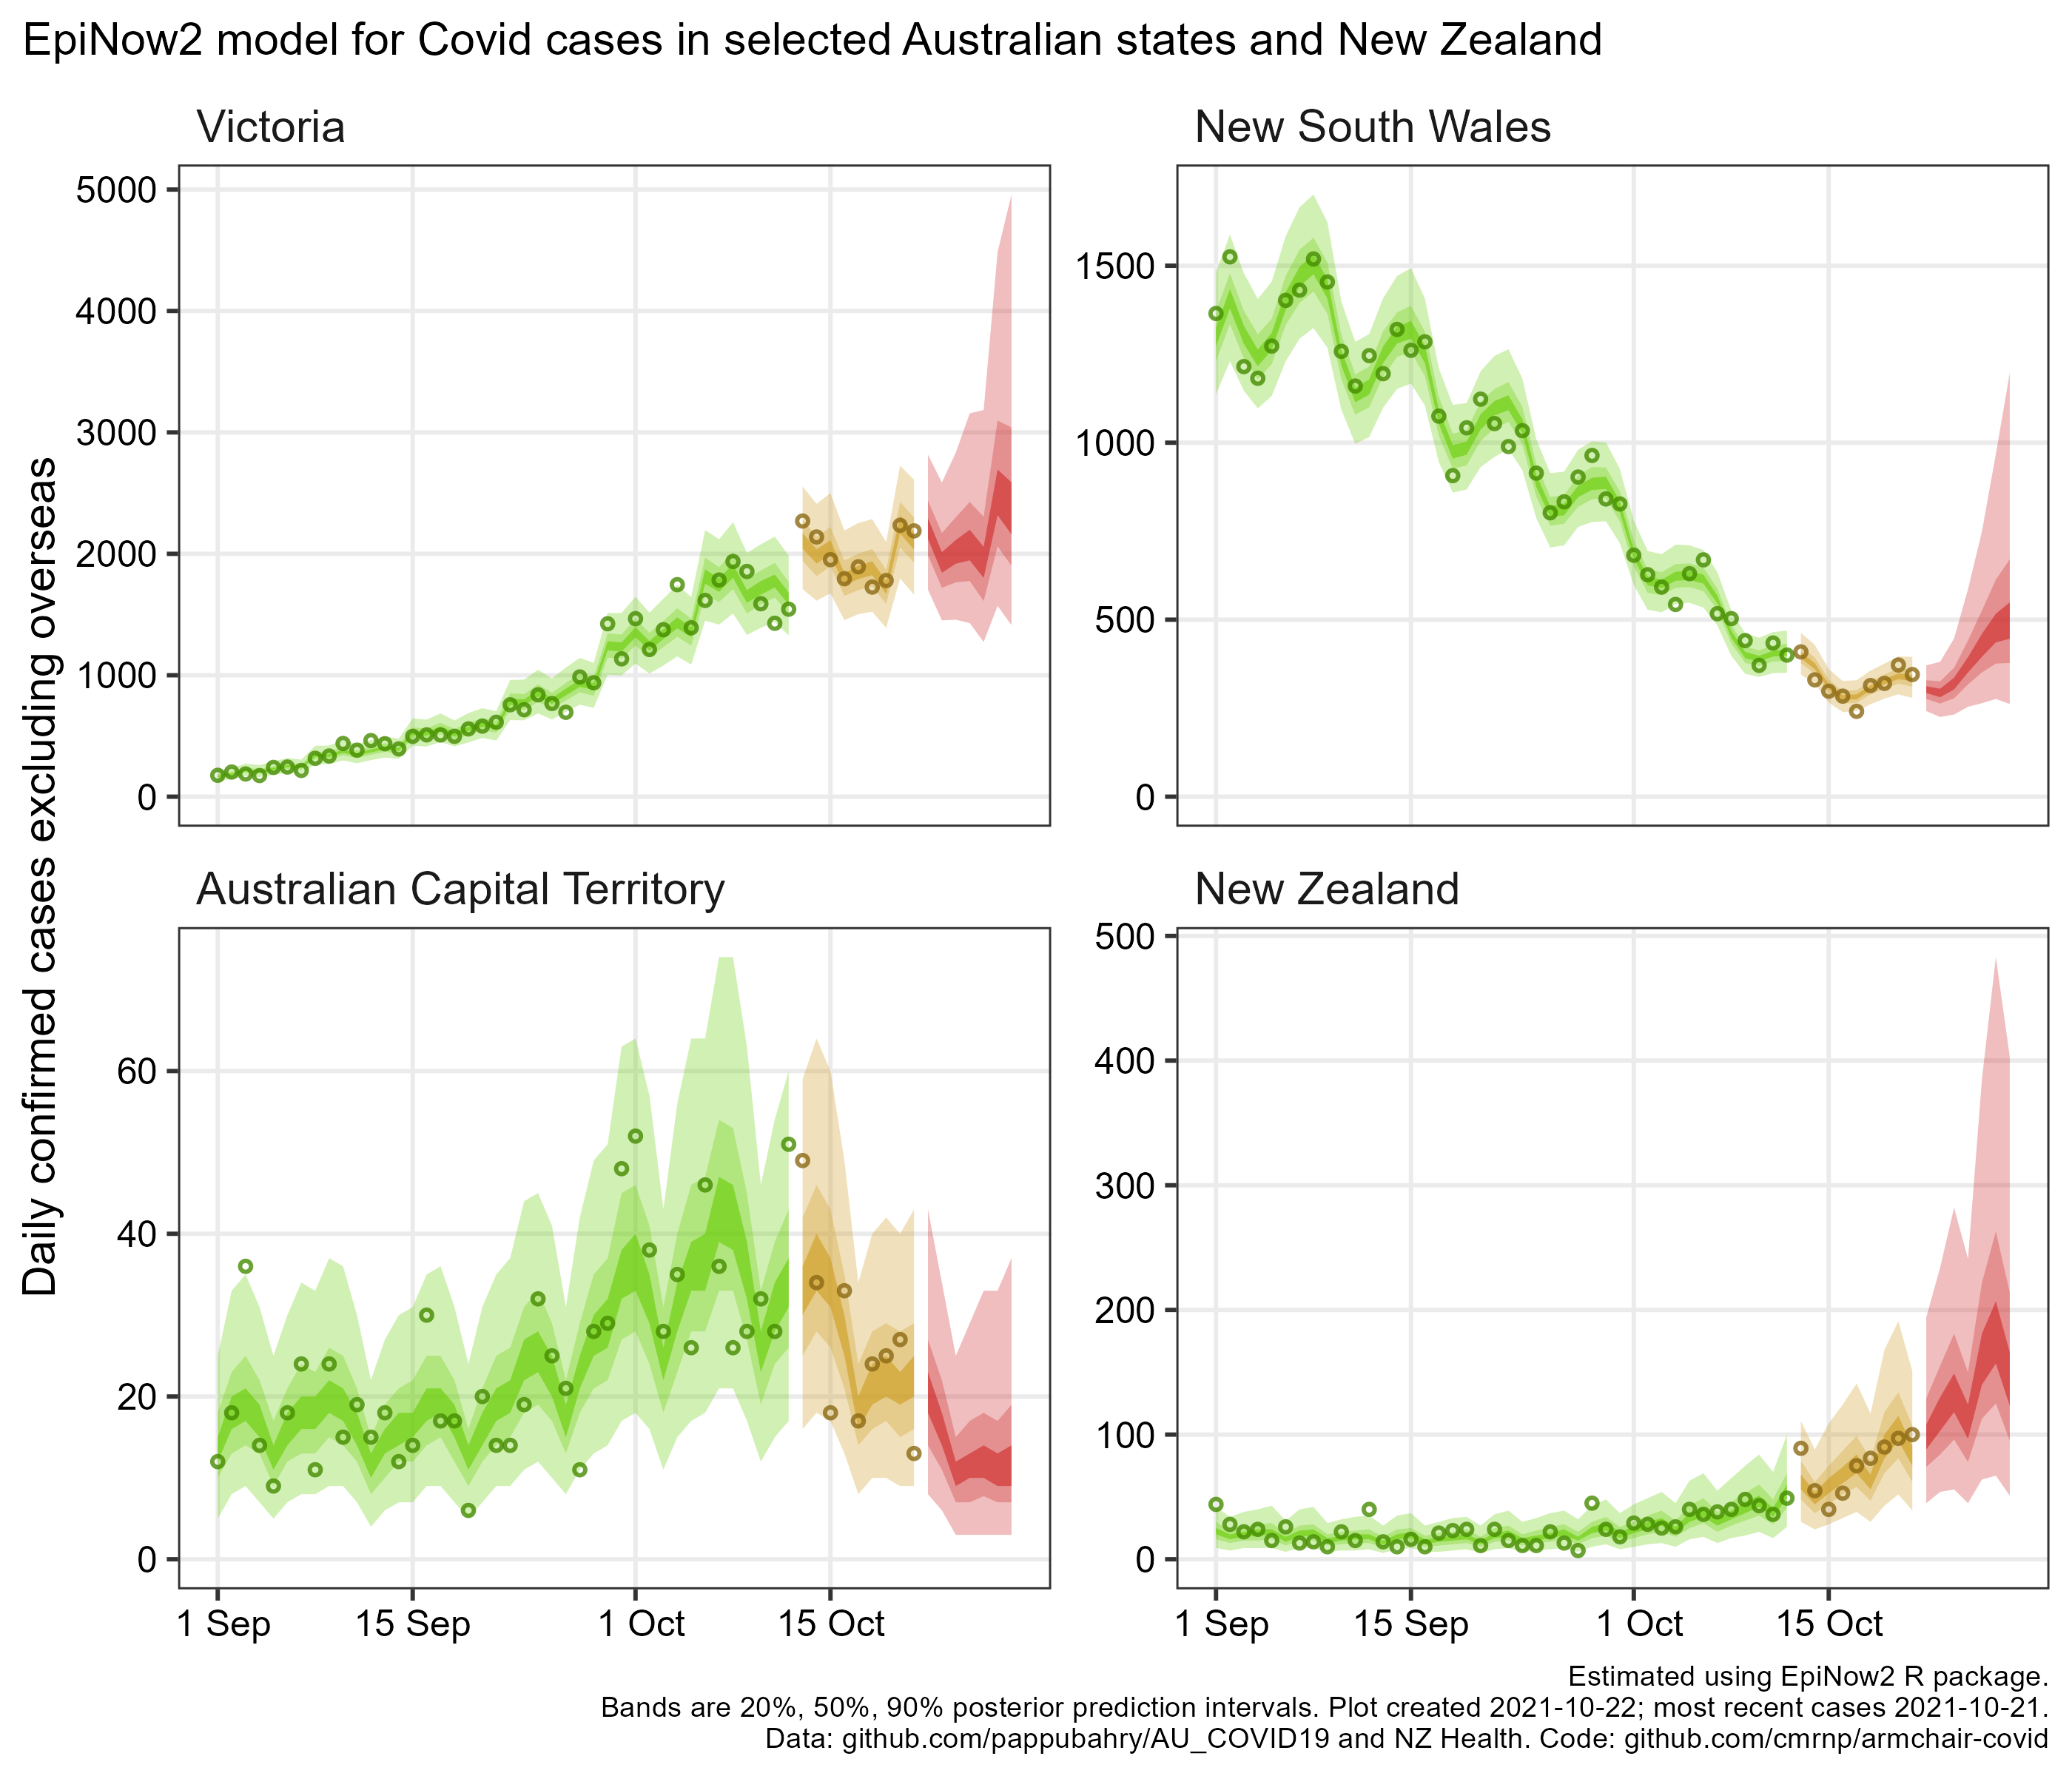 EpiNow2 model for Covid cases in selected Australian states and New Zealand
Daily confirmed cases excluding overseas
Victoria
5000
4000
3000
2000
1000
0
New South Wales
1500
1000
500
0
Australian Capital Territory
60
40
20
0
1 Sep
15 Sep
1 Oct
15 Oct
New Zealand
500
400
300
200
100
0
1 Sep
15 Sep
1 Oct
15 Oct
Estimated using EpiNow2 R package.
Bands are 20%, 50%, 90% posterior prediction intervals. Plot created 2021-10-22; most recent cases 2021-10-21.
Data: github.com/pappubahry/AU_COVID19 and NZ Health. Code: github.com/cmrnp/armchair-covid